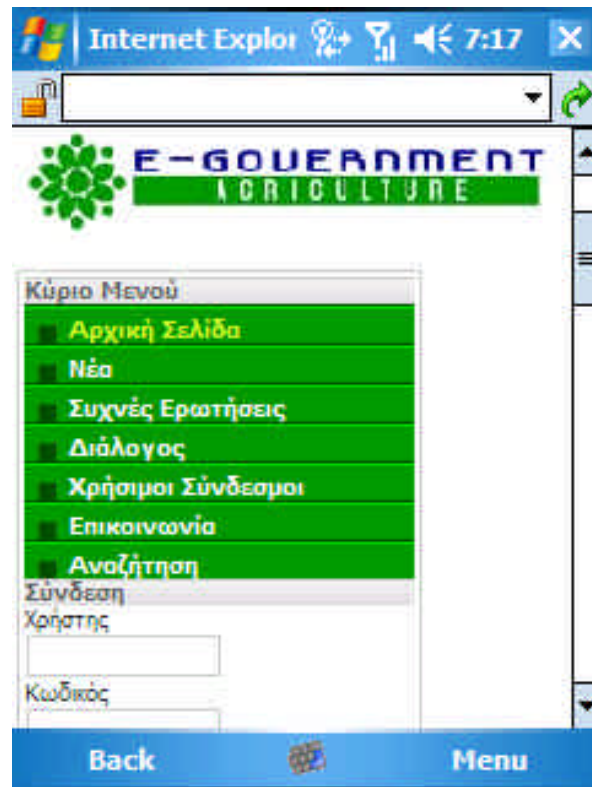 Internet Explor 7:17
E-GOVERNMENT
AGRICULTURE
Κύριο Μενού
Αρχική Σελίδα
Νέα
Συχνές Ερωτήσεις
Διάλογος
Χρήσιμοι Σύνδεσμοι
Επικοινωνία
Αναζήτηση
Σύνδεση
Χρήστης
Κωδικός
Back Menu